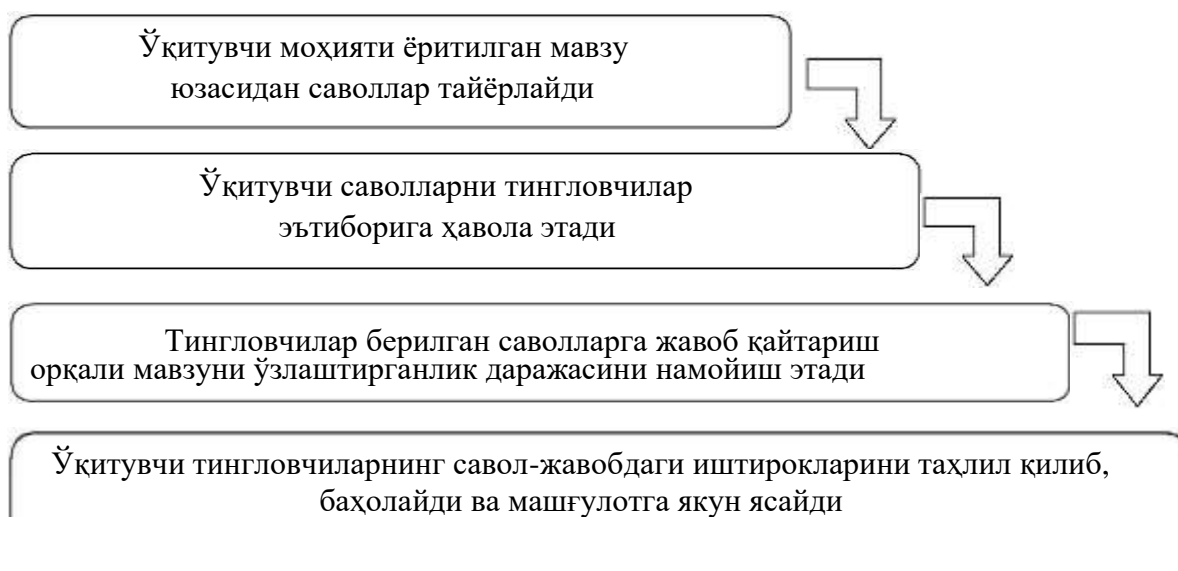 Ўқитувчи моҳияти ёритилган мавзу
юзасидан саволлар тайёрлайди
Ўқитувчи саволларни тингловчилар
эътиборига ҳавола этади
Тингловчилар берилган саволларга жавоб қайтариш
орқали мавзуни ўзлаштирганлик даражасини намойиш этади
Ўқитувчи тингловчиларнинг савол-жавобдаги иштирокларини таҳлил қилиб,
баҳолайди ва машғулотга якун ясайди